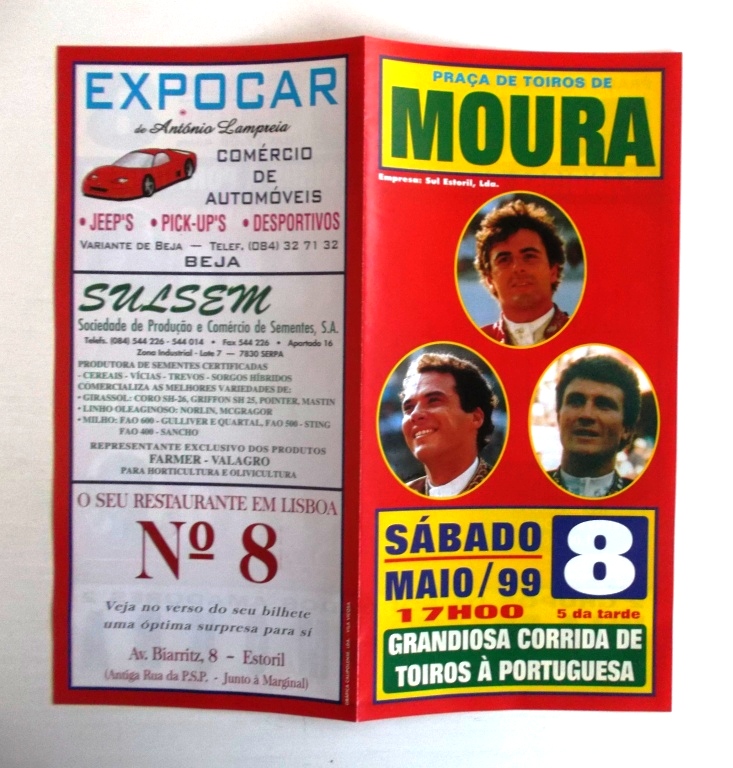 EXPOCAR
de António Lampreia
COMÉRCIO
DE
AUTOMÓVEIS
• JEEP'S • PICK-UP'S • DESPORTIVOS
VARIANTE DE BEJA — TELEF. (084) 32 71 32
BEJA
SULSEM
Sociedade de Produção e Comércio de Sementes, S.A.
Telefs. (084) 544 226 - 544 014 • Fax 544 226 • Apartado 16
Zona Industrial - Lote 7 — 7830 SERPA
PRODUTORA DE SEMENTES CERTIFICADAS
- CEREAIS - VÍCIAS - TREVOS - SORGOS HÍBRIDOS
COMERCIALIZA AS MELHORES VARIEDADES DE:
• GIRASSOL: CORO SH-26, GRIFFON SH 25, POINTER, MASTIN
• LINHO OLEAGINOSO: NORLIN, MCGRAGOR
• MILHO: FAO 600 - GULLIVER E QUARTAL, FAO 500 - STING
FAO 400 - SANCHO
REPRESENTANTE EXCLUSIVO DOS PRODUTOS
FARMER - VALAGRO
PARA HORTICULTURA E OLIVICULTURA
O SEU RESTAURANTE EM LISBOA
Nº 8
Veja no verso do seu bilhete
uma óptima surpresa para si
Av. Biarritz, 8 - Estoril
(Antiga Rua da P.S.P. - Junto à Marginal)
PRAÇA DE TOIROS DE
MOURA
Empresa: Sul Estoril, Lda.
SÁBADO 8
MAIO/99
17H00 5 da tarde
GRANDIOSA CORRIDA DE
TOIROS À PORTUGUESA